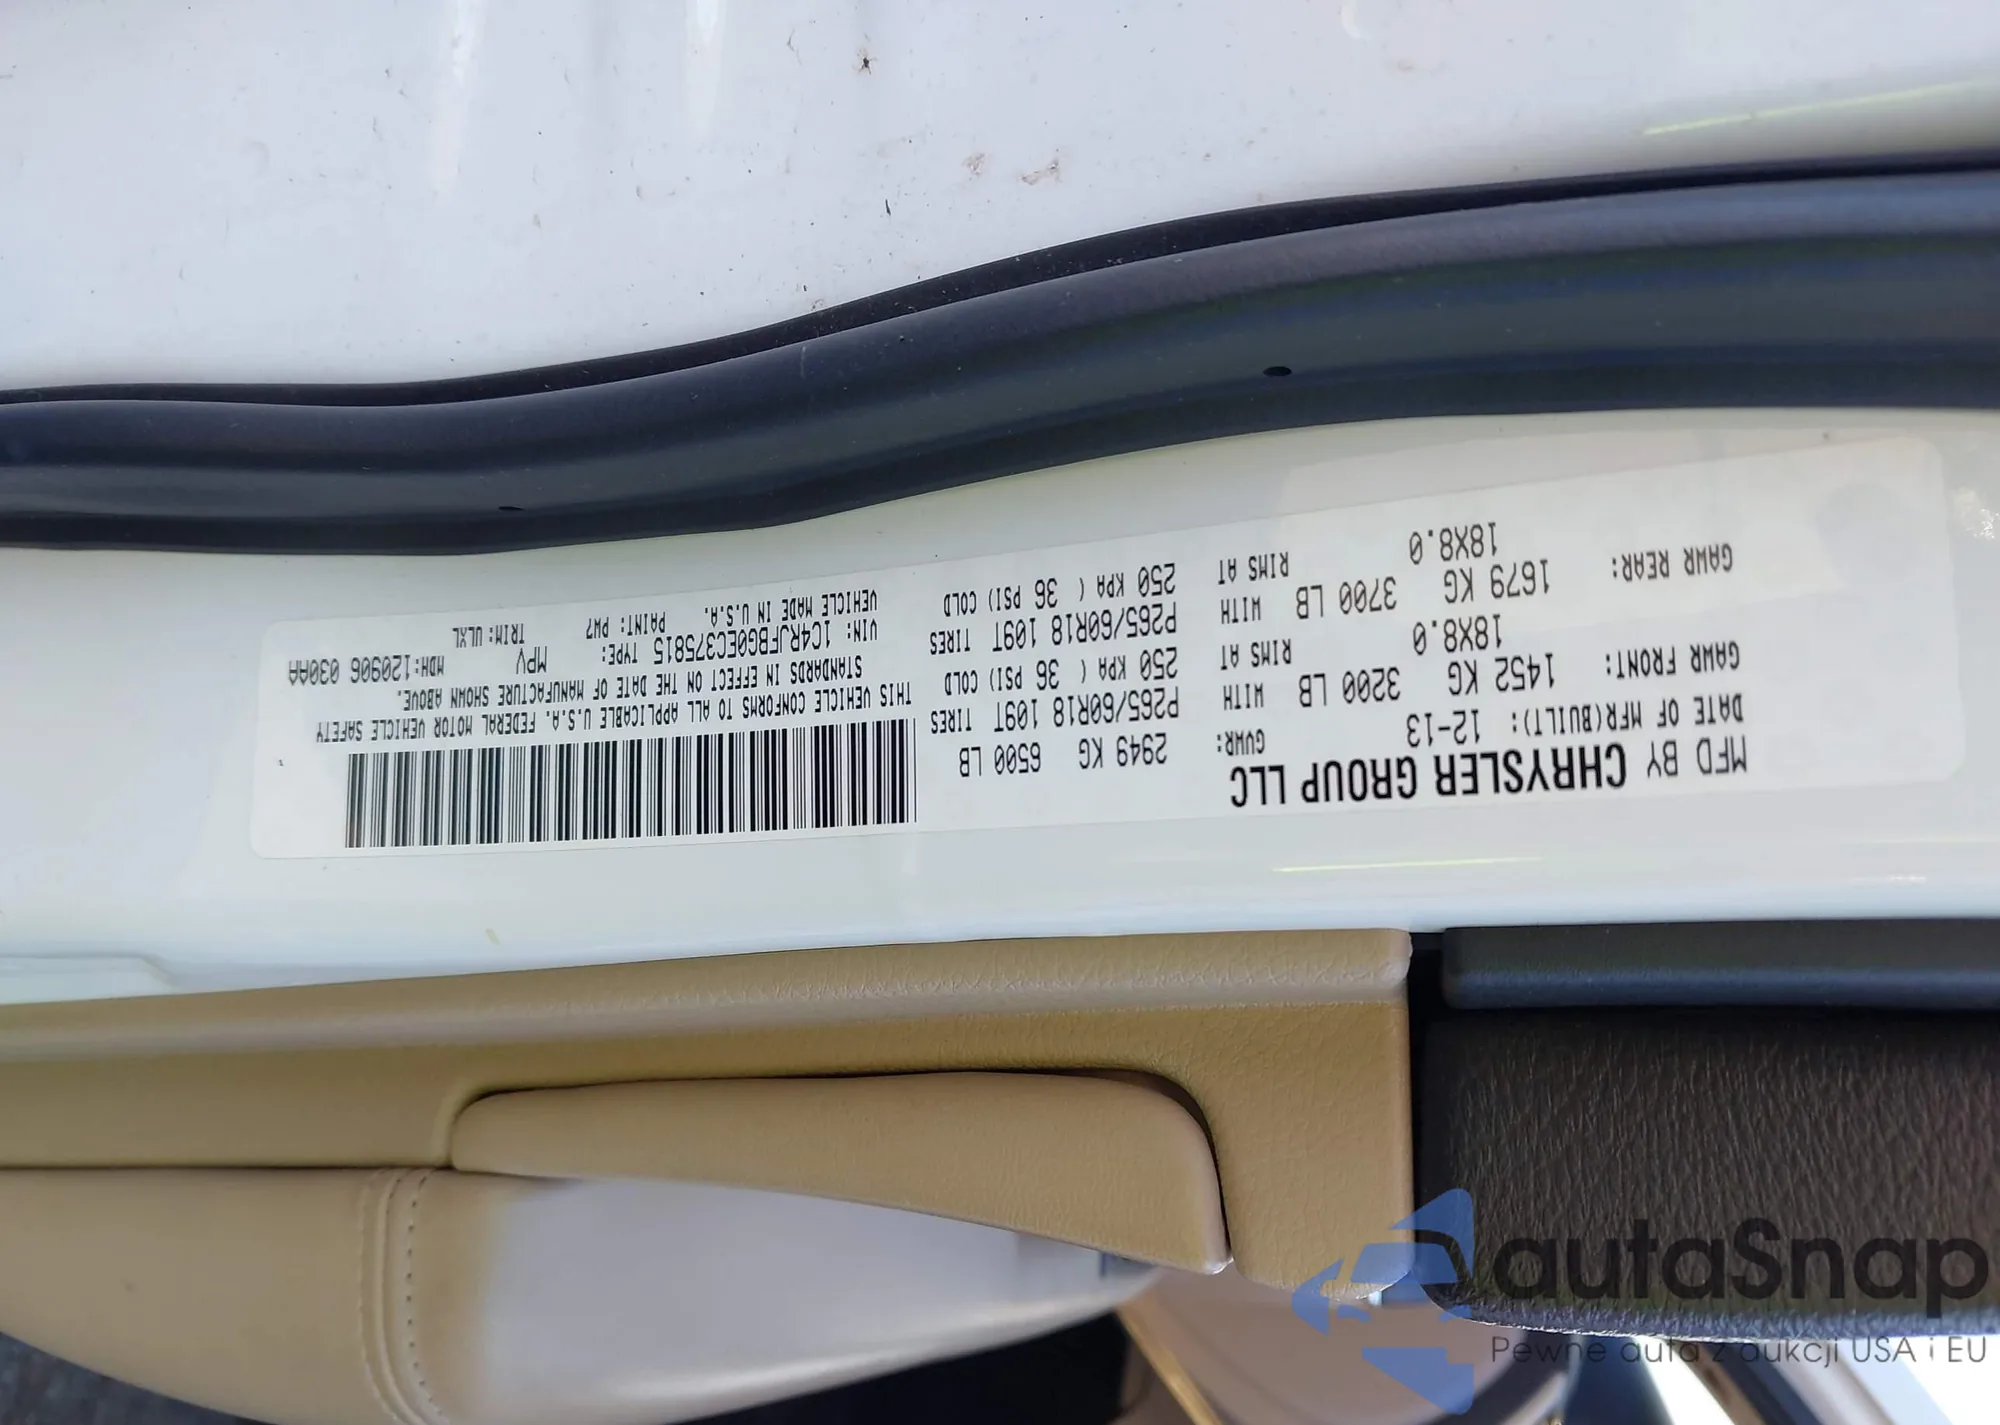 MFD BY CHRYSLER GROUP LLC
DATE OF MFR(BUILT): 12-13 GVWR: 2949 KG 6500 LB
GAWR FRONT: 1452 KG 3200 LB WITH P265/60R18 109T TIRES
18X8.0 RIMS AT 250 KPA ( 36 PSI) COLD
GAWR REAR: 1679 KG 3700 LB WITH P265/60R18 109T TIRES
18X8.0 RIMS AT 250 KPA ( 36 PSI) COLD
THIS VEHICLE CONFORMS TO ALL APPLICABLE U.S.A. FEDERAL MOTOR VEHICLE SAFETY
STANDARDS IN EFFECT ON THE DATE OF MANUFACTURE SHOWN ABOVE.
VIN: 1C4RJFBG0EC375815 TYPE: MPV MDH:120906 030AA
VEHICLE MADE IN U.S.A. PAINT: PW7 TRIM: ULXL
autaSnap
Pewne auta z aukcji USA i EU